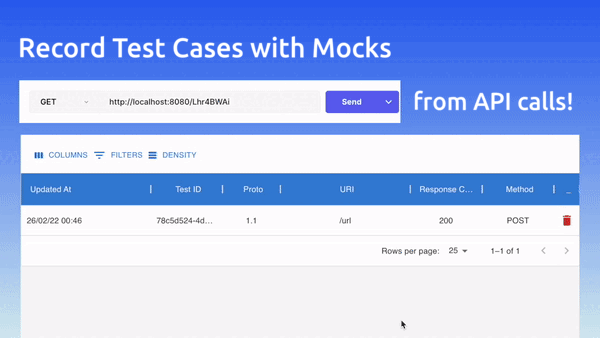 Record Test Cases with Mocks
GET http://localhost:8080/Lhr4BWAi Send
from API calls!
COLUMNS FILTERS DENSITY
Updated At Test ID Proto URI Response C... Method ...
26/02/22 00:46 78c5d524-4d... 1.1 /url 200 POST
Rows per page: 25 1–1 of 1